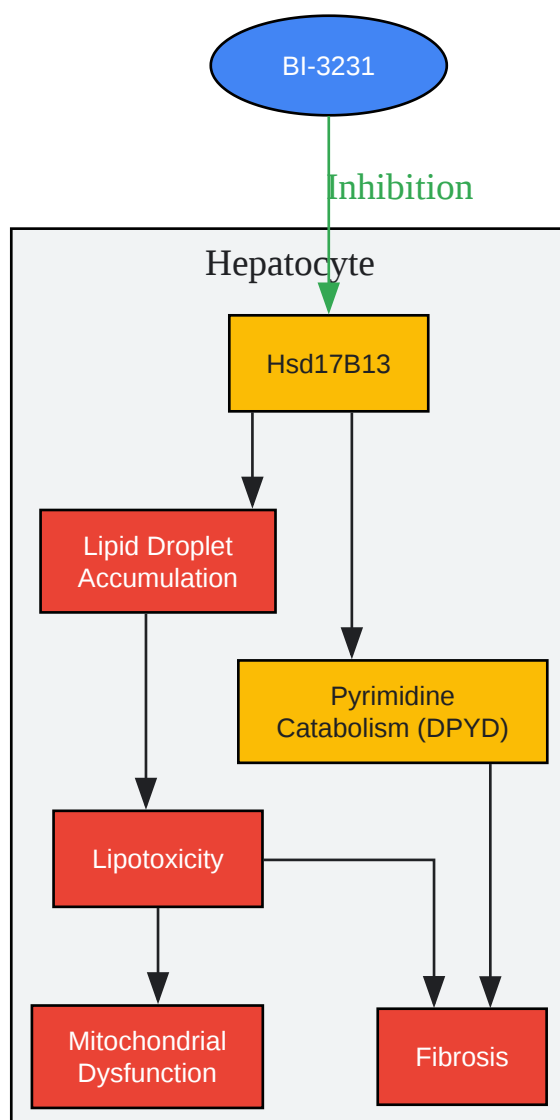 BI-3231
Inhibition
Hepatocyte
Hsd17B13
Lipid Droplet
Accumulation
Pyrimidine
Catabolism (DPYD)
Lipotoxicity
Mitochondrial
Dysfunction
Fibrosis